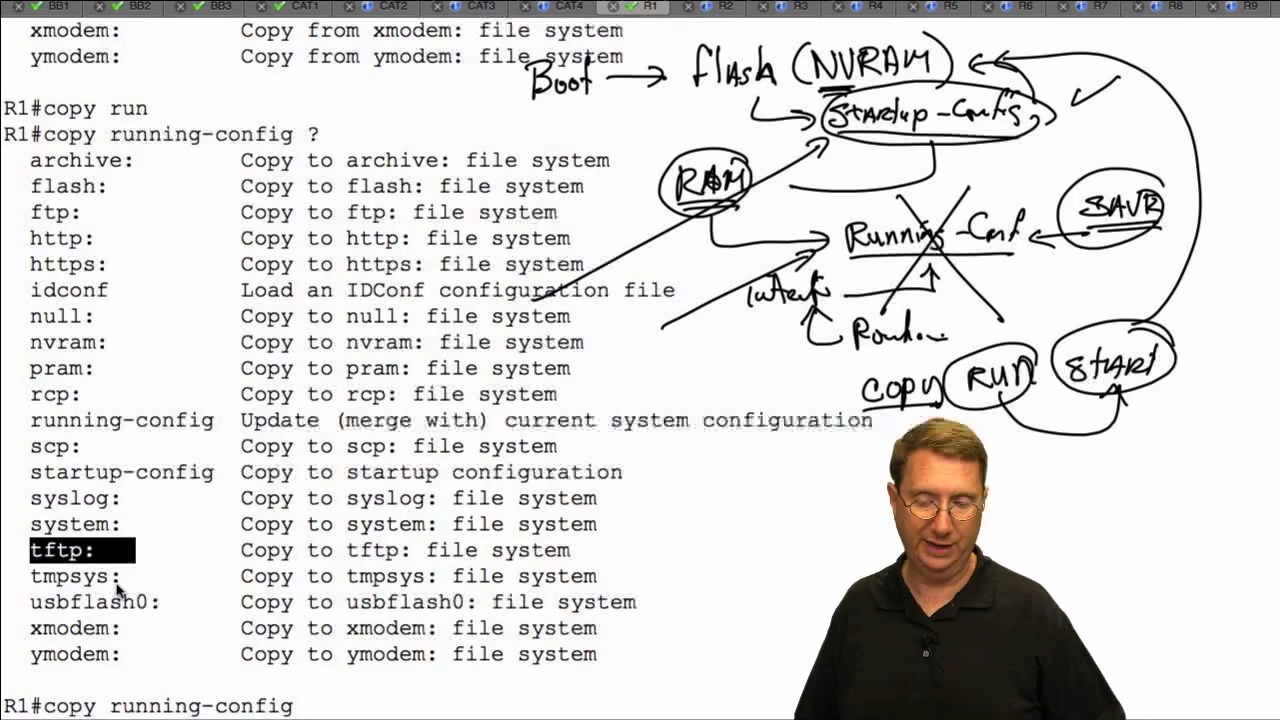 BB1 BB2 BB3 CAT1 CAT2 CAT3 CAT4 R1 R2 R3 R4 R5 R6 R7 R8 R9
xmodem: Copy from xmodem: file system
ymodem: Copy from ymodem: file system
Boot → flash (NVRAM)
R1#copy run
startup-config
R1#copy running-config ?
archive: Copy to archive: file system
RAM
flash: Copy to flash: file system
ftp: Copy to ftp: file system
SAVE
http: Copy to http: file system
Running-Conf
https: Copy to https: file system
idconf Load an IDConf configuration file
null: Copy to null: file system
nvram: Copy to nvram: file system
pram: Copy to pram: file system
copy RUN START
rcp: Copy to rcp: file system
running-config Update (merge with) current system configuration
scp: Copy to scp: file system
startup-config Copy to startup configuration
syslog: Copy to syslog: file system
system: Copy to system: file system
tftp: Copy to tftp: file system
tmpsys: Copy to tmpsys: file system
usbflash0: Copy to usbflash0: file system
xmodem: Copy to xmodem: file system
ymodem: Copy to ymodem: file system
R1#copy running-config